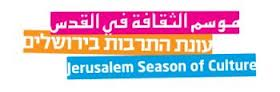 موسم الثقافة في القدس
עונת התרבות בירושלים
Jerusalem Season of Culture